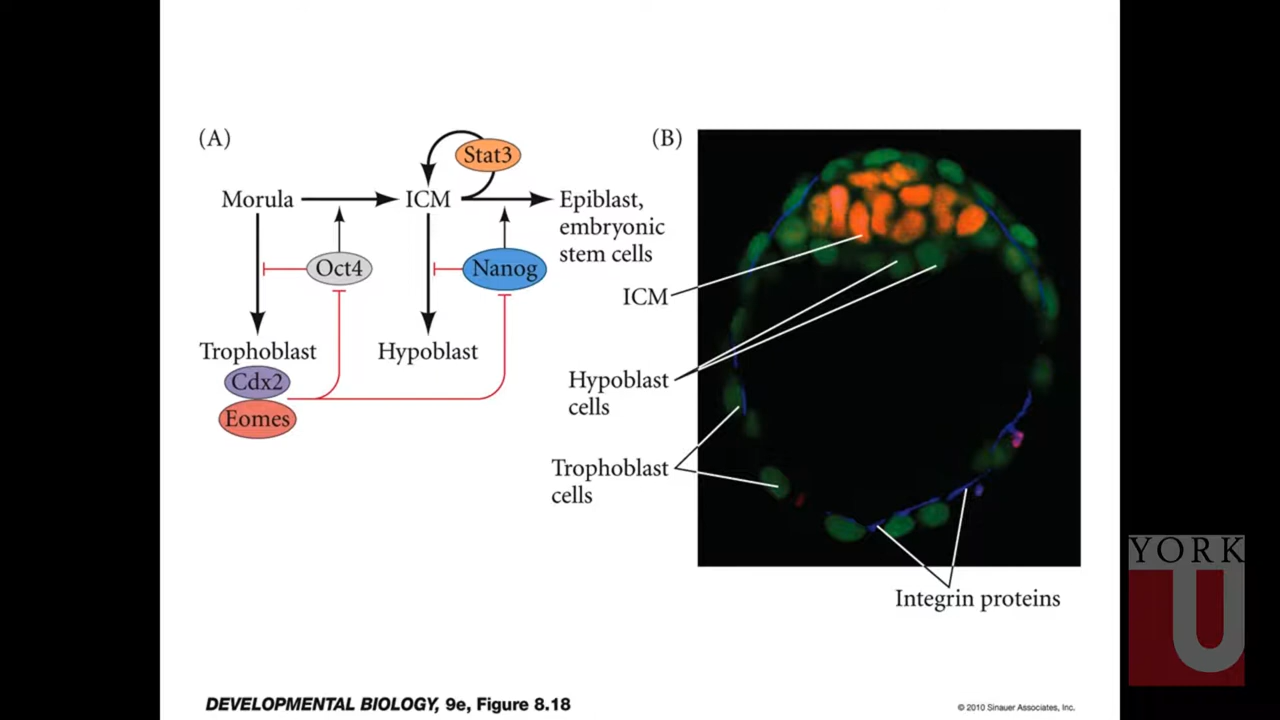 (A)
Stat3
Morula
ICM
Epiblast,
embryonic
stem cells
Oct4
Nanog
Trophoblast
Hypoblast
Cdx2
Eomes
(B)
ICM
Hypoblast
cells
Trophoblast
cells
Integrin proteins
YORK
U
DEVELOPMENTAL BIOLOGY, 9e, Figure 8.18
© 2010 Sinauer Associates, Inc.